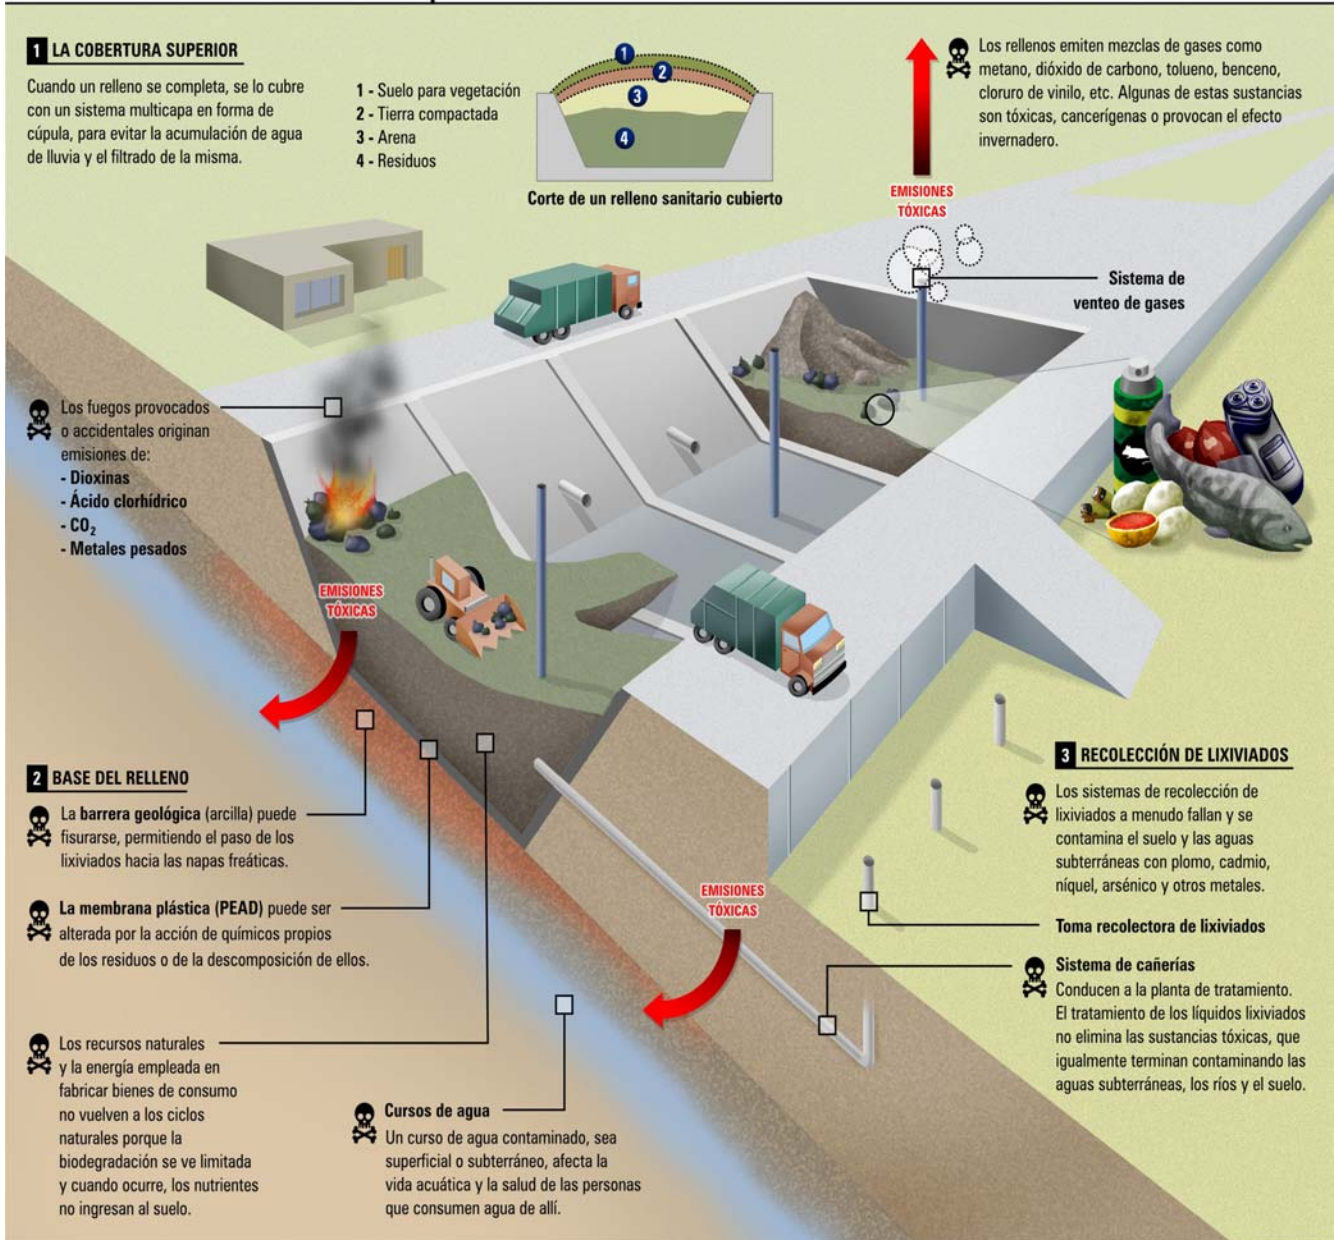 1 LA COBERTURA SUPERIOR
Cuando un relleno se completa, se lo cubre
con un sistema multicapa en forma de
cúpula, para evitar la acumulación de agua
de lluvia y el filtrado de la misma.
1 - Suelo para vegetación
2 - Tierra compactada
3 - Arena
4 - Residuos
1
2
3
4
Corte de un relleno sanitario cubierto
Los rellenos emiten mezclas de gases como
metano, dióxido de carbono, tolueno, benceno,
cloruro de vinilo, etc. Algunas de estas sustancias
son tóxicas, cancerígenas o provocan el efecto
invernadero.
EMISIONES
TÓXICAS
Sistema de
venteo de gases
Los fuegos provocados
o accidentales originan
emisiones de:
- Dioxinas
- Ácido clorhídrico
- CO₂
- Metales pesados
EMISIONES
TÓXICAS
2 BASE DEL RELLENO
La barrera geológica (arcilla) puede
fisurarse, permitiendo el paso de los
lixiviados hacia las napas freáticas.
La membrana plástica (PEAD) puede ser
alterada por la acción de químicos propios
de los residuos o de la descomposición de ellos.
Los recursos naturales
y la energía empleada en
fabricar bienes de consumo
no vuelven a los ciclos
naturales porque la
biodegradación se ve limitada
y cuando ocurre, los nutrientes
no ingresan al suelo.
Cursos de agua
Un curso de agua contaminado, sea
superficial o subterráneo, afecta la
vida acuática y la salud de las personas
que consumen agua de allí.
EMISIONES
TÓXICAS
3 RECOLECCIÓN DE LIXIVIADOS
Los sistemas de recolección de
lixiviados a menudo fallan y se
contamina el suelo y las aguas
subterráneas con plomo, cadmio,
níquel, arsénico y otros metales.
Toma recolectora de lixiviados
Sistema de cañerías
Conducen a la planta de tratamiento.
El tratamiento de los líquidos lixiviados
no elimina las sustancias tóxicas, que
igualmente terminan contaminando las
aguas subterráneas, los ríos y el suelo.